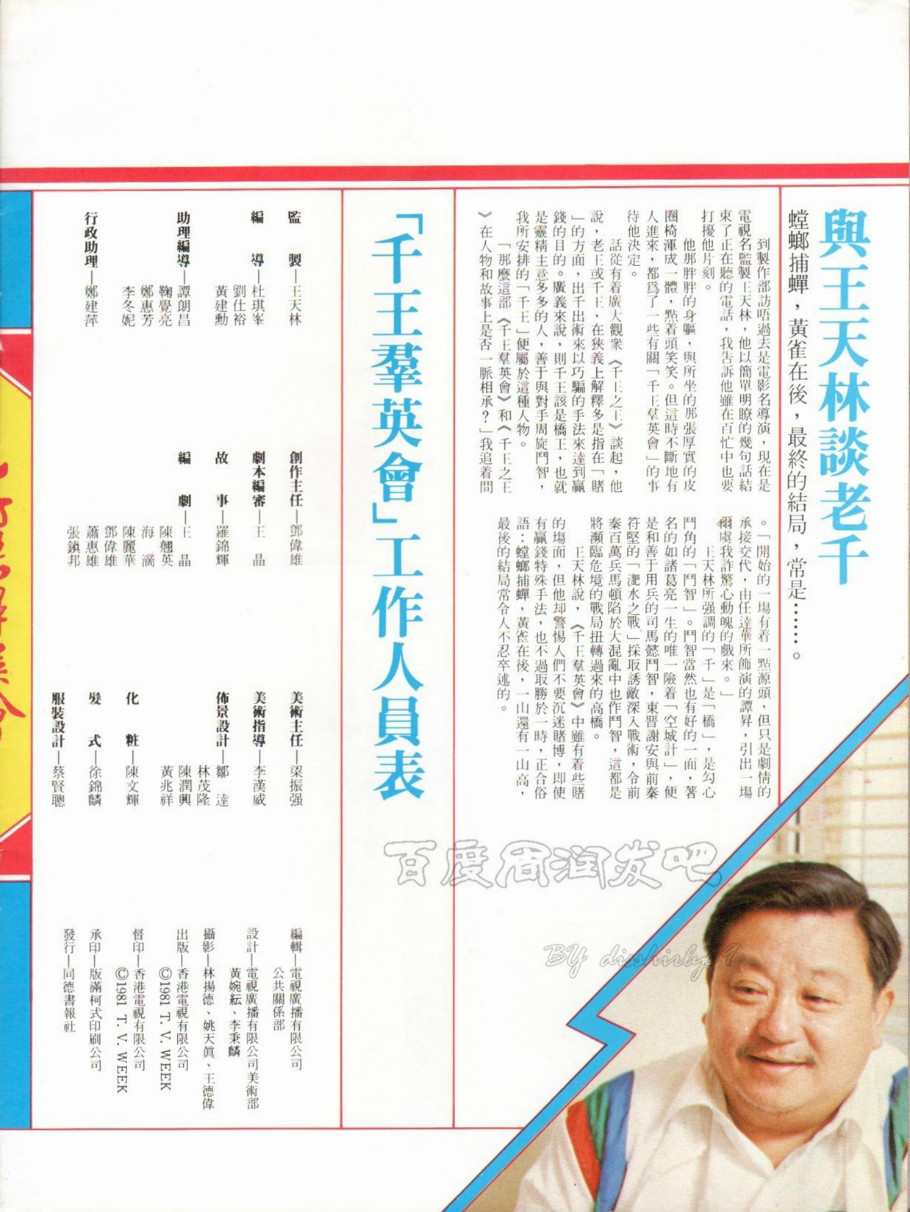 與王天林談老千
螳螂捕蟬，黃雀在後，最終的結局，常是……。
到製作部訪唔過去是電影名導演，現在是
電視名監製王天林，他以簡單明瞭的幾句話結
束了正在聽的電話，我告訴他雖在百忙中也要
打擾他片刻。
他那胖胖的身軀，與所坐的那張厚實的皮
圈椅渾成一體，點着頭笑笑。但這時不斷地有
人進來，都爲了一些有關「千王羣英會」的事
待他決定。
話從有着廣大觀衆《千王之王》談起，他
說，老王或千王，在狹義上解釋多是指在「賭
」的方面，出千出術來以巧騙的手法來達到贏
錢的目的。廣義來說，則千王該是橋王，也就
是靈精主意多多的人，善于與對手周旋鬥智，
我所安排的「千王」便屬於這種人物。
「那麼這部《千王羣英會》和《千王之王
》在人物和故事上是否一脈相承？」我追着問
。「開始的一場有着一點源頭，但只是劇情的
承接交代，由任達華所飾演的譚昇，引出一場
爾虞我詐驚心動魄的戲來。」
王天林所强調的「千」是「橋」，是勾心
鬥角的「鬥智」。鬥智當然也有好的一面，著
名的如諸葛亮一生的唯一險着「空城計」，便
是和善于用兵的司馬懿鬥智，東晋謝安與前秦
符堅的「淝水之戰」採取誘敵深入戰術，令前
秦百萬兵馬頓陷於大混亂中也作鬥智，這都是
將瀕臨危境的戰局扭轉過來的高橋。
王天林說，《千王羣英會》中雖有着些賭
的場面，但他却警惕人們不要沉迷賭博，即使
有贏錢特殊手法，也不過取勝於一時，正合俗
語：螳螂捕蟬，黃雀在後，一山還有一山高，
最後的結局常令人不忍卒述的。
「千王羣英會」工作人員表
監　製—王天林
編　導—杜琪峯
劉仕裕
黃建勳
助理編導—譚朗昌
鞠覺亮
鄭惠芳
李冬妮
行政助理—鄭建萍
創作主任—鄧偉雄
劇本編審—王　晶
故　事—羅錦輝
編　劇—王　晶
陳翹英
海　滴
陳麗華
鄧偉雄
蕭惠雄
張鎮邦
美術主任—梁振强
美術指導—李漢威
佈景設計—鄒　達
林茂隆
陳潤興
黃兆祥
化　粧—陳文輝
髮　式—徐錦麟
服裝設計—蔡賢聰
編輯—電視廣播有限公司
公共關係部
設計—電視廣播有限公司美術部
黃婉耘、李秉麟
攝影—林揚德、姚天眞、王德偉
出版—香港電視有限公司
©1981 T. V. WEEK
督印—香港電視有限公司
©1981 T. V. WEEK
承印—版滿柯式印刷公司
發行—同德書報社
百度周润发吧